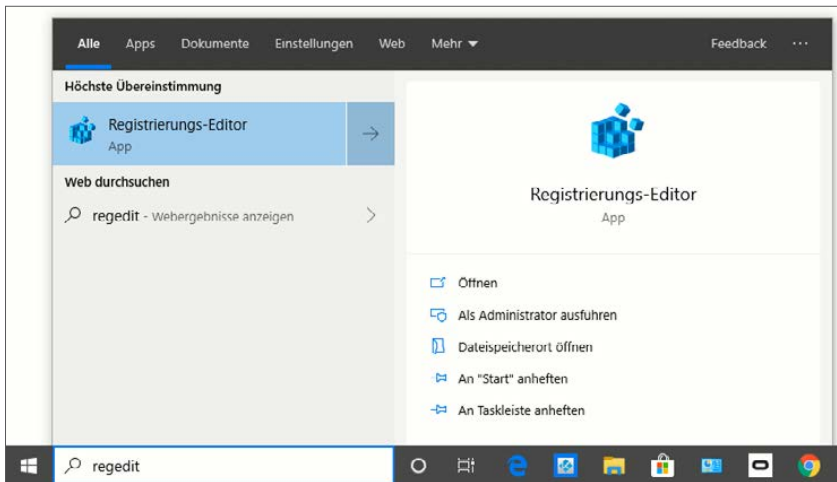 Alle Apps Dokumente Einstellungen Web Mehr Feedback ...
Höchste Übereinstimmung
Registrierungs-Editor
App
Web durchsuchen
regedit - Webergebnisse anzeigen
Registrierungs-Editor
App
Öffnen
Als Administrator ausführen
Dateispeicherort öffnen
An "Start" anheften
An Taskleiste anheften
regedit